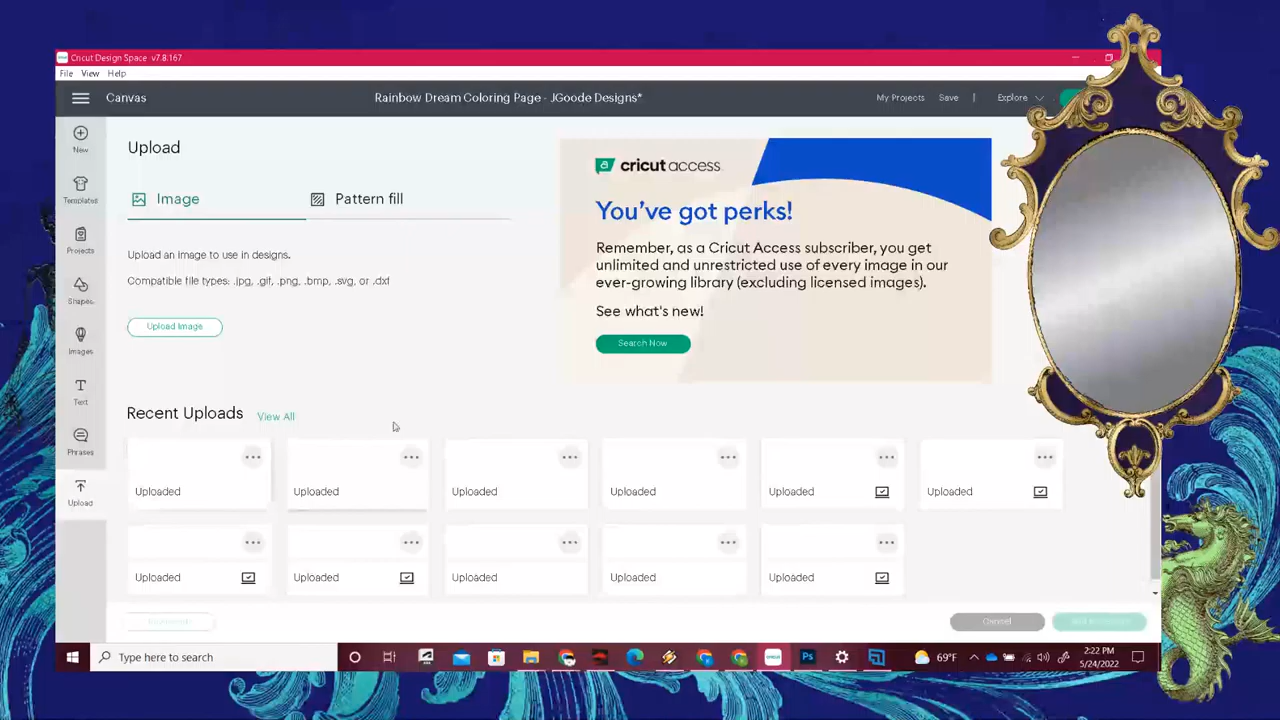 Cricut Design Space v7.8.167
File View Help
Canvas
Rainbow Dream Coloring Page - JGoode Designs*
My Projects Save | Explore
New
Templates
Projects
Shapes
Images
Text
Phrases
Upload
Upload
Image
Pattern fill
Upload an image to use in designs.
Compatible file types: .jpg, .gif, .png, .bmp, .svg, or .dxf
Upload Image
cricut access
You've got perks!
Remember, as a Cricut Access subscriber, you get
unlimited and unrestricted use of every image in our
ever-growing library (excluding licensed images).
See what's new!
Search Now
Recent Uploads View All
Uploaded Uploaded Uploaded Uploaded Uploaded Uploaded
Uploaded Uploaded Uploaded Uploaded Uploaded
Cancel
Type here to search
69°F
2:22 PM
5/24/2022